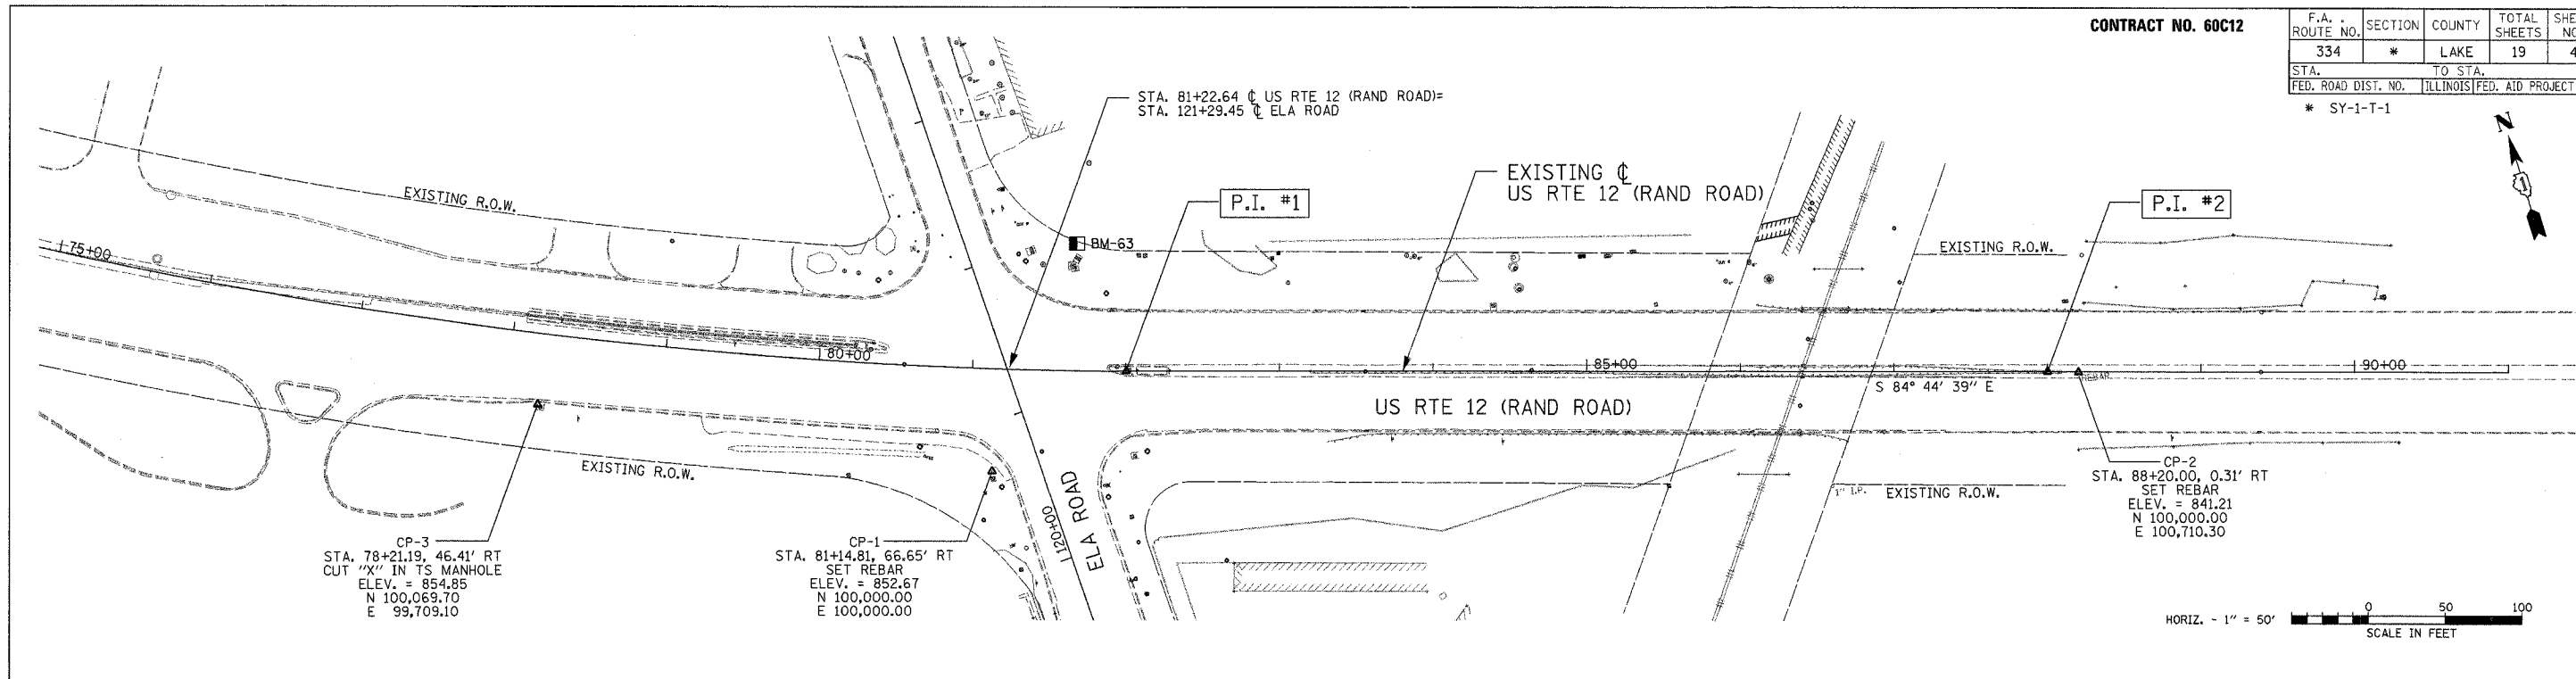 CONTRACT NO. 60C12
F.A. ROUTE NO. SECTION COUNTY TOTAL SHEETS
334 * LAKE 19 4
STA. TO STA.
FED. ROAD DIST. NO. ILLINOIS FED. AID PROJECT
* SY-1-T-1
N
STA. 81+22.64 ℄ US RTE 12 (RAND ROAD)=
STA. 121+29.45 ℄ ELA ROAD
EXISTING ℄
US RTE 12 (RAND ROAD)
P.I. #1
P.I. #2
EXISTING R.O.W.
BM-63
EXISTING R.O.W.
75+00
80+00
85+00
90+00
S 84° 44' 39" E
REBAR
US RTE 12 (RAND ROAD)
EXISTING R.O.W.
ELA ROAD
120+00
1" I.P.
EXISTING R.O.W.
CP-2
STA. 88+20.00, 0.31' RT
SET REBAR
ELEV. = 841.21
N 100,000.00
E 100,710.30
CP-3
STA. 78+21.19, 46.41' RT
CUT "X" IN TS MANHOLE
ELEV. = 854.85
N 100,069.70
E 99,709.10
CP-1
STA. 81+14.81, 66.65' RT
SET REBAR
ELEV. = 852.67
N 100,000.00
E 100,000.00
HORIZ. - 1" = 50'
0 50 100
SCALE IN FEET